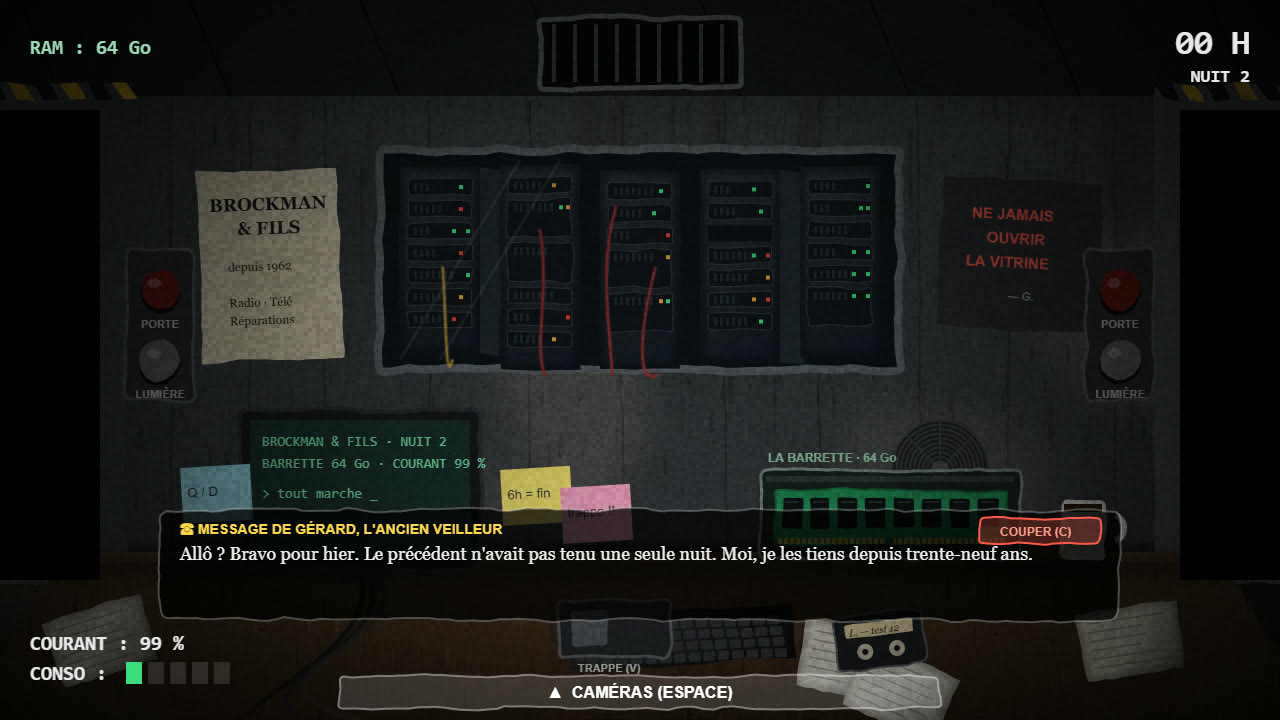 RAM : 64 Go
00 H
NUIT 2
BROCKMAN
& FILS
depuis 1962
Radio · Télé
Réparations
NE JAMAIS
OUVRIR
LA VITRINE
— G.
PORTE
LUMIÈRE
PORTE
LUMIÈRE
BROCKMAN & FILS · NUIT 2
BARRETTE 64 Go · COURANT 99 %
> tout marche _
Q / D
6h = fin
trappe !!
LA BARRETTE · 64 Go
☎ MESSAGE DE GÉRARD, L'ANCIEN VEILLEUR
COUPER (C)
Allô ? Bravo pour hier. Le précédent n'avait pas tenu une seule nuit. Moi, je les tiens depuis trente-neuf ans.
L. — test 12
COURANT : 99 %
CONSO :
TRAPPE (V)
▲ CAMÉRAS (ESPACE)